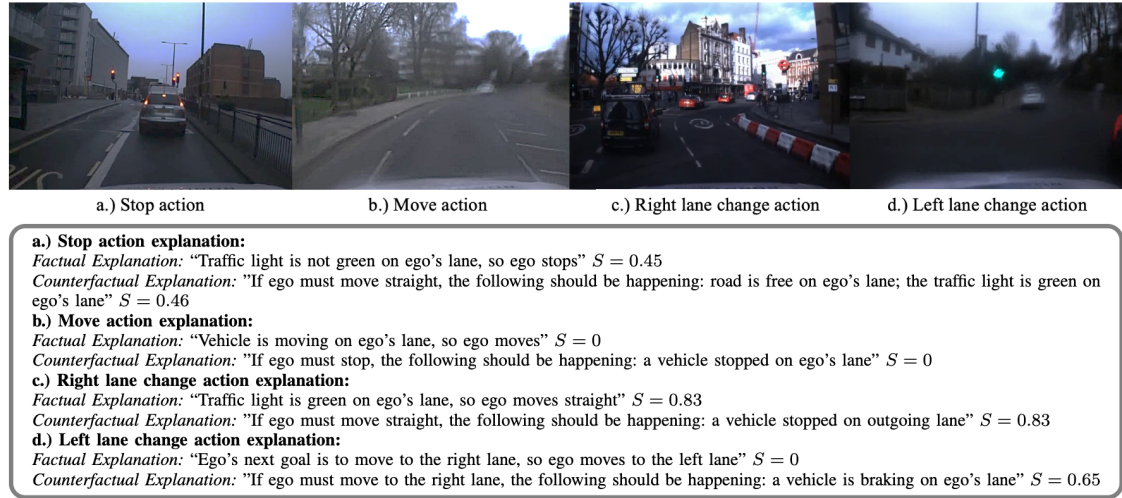 a.) Stop action
b.) Move action
c.) Right lane change action
d.) Left lane change action
a.) Stop action explanation:
Factual Explanation: “Traffic light is not green on ego’s lane, so ego stops” S = 0.45
Counterfactual Explanation: ”If ego must move straight, the following should be happening: road is free on ego’s lane; the traffic light is green on
ego’s lane” S = 0.46
b.) Move action explanation:
Factual Explanation: “Vehicle is moving on ego’s lane, so ego moves” S = 0
Counterfactual Explanation: ”If ego must stop, the following should be happening: a vehicle stopped on ego’s lane” S = 0
c.) Right lane change action explanation:
Factual Explanation: “Traffic light is green on ego’s lane, so ego moves straight” S = 0.83
Counterfactual Explanation: ”If ego must move straight, the following should be happening: a vehicle stopped on outgoing lane” S = 0.83
d.) Left lane change action explanation:
Factual Explanation: “Ego’s next goal is to move to the right lane, so ego moves to the left lane” S = 0
Counterfactual Explanation: ”If ego must move to the right lane, the following should be happening: a vehicle is braking on ego’s lane” S = 0.65